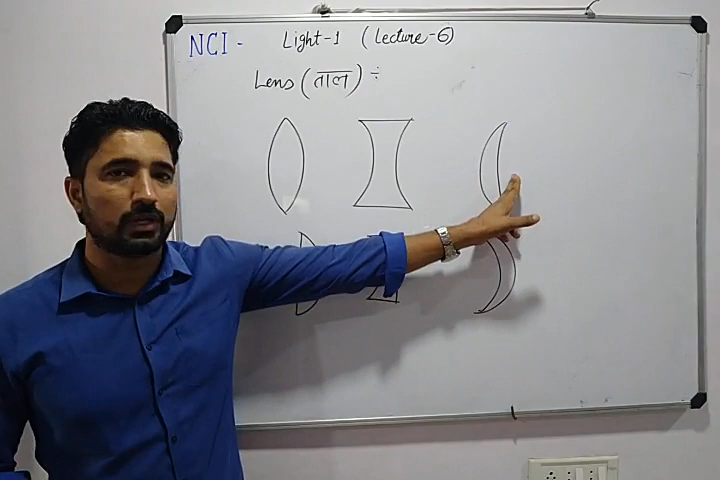 NCI - Light-1 (Lecture-6)
Lens (ताल) ÷